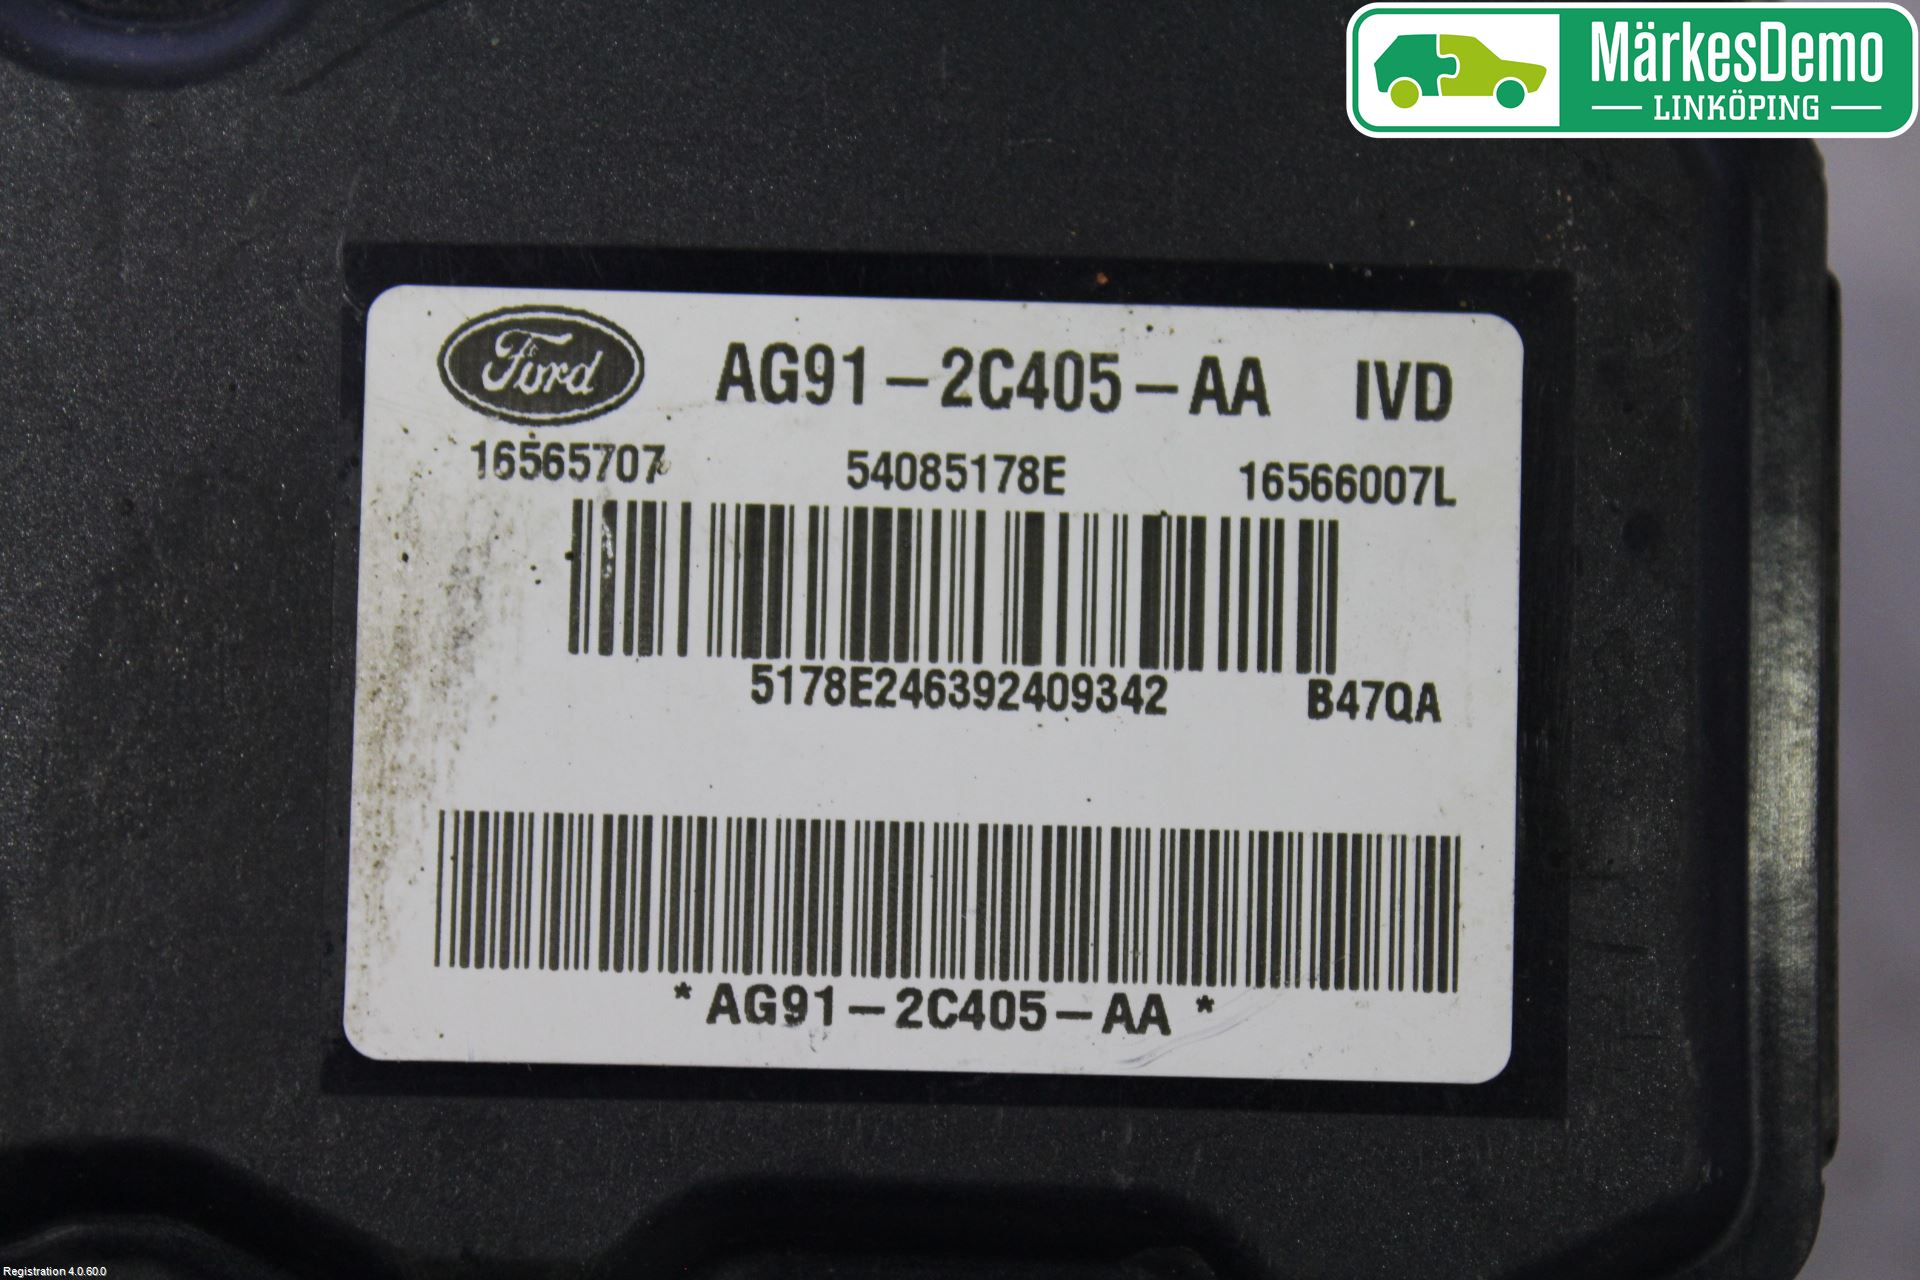 MärkesDemo
LINKÖPING
Ford AG91-2C405-AA IVD
16565707 54085178E 16566007L
5178E246392409342 B47QA
*AG91-2C405-AA*
Registration 4.0.60.0